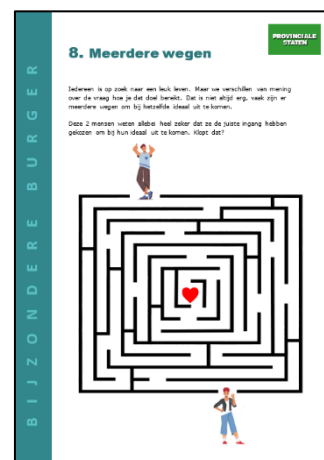 PROVINCIALE
STATEN
8. Meerdere wegen
Iedereen is op zoek naar een leuk leven. Maar we verschillen van mening
over de vraag hoe je dat doel bereikt. Dat is niet altijd erg, vaak zijn er
meerdere wegen om bij hetzelfde ideaal uit te komen.
Deze 2 mensen weten allebei heel zeker dat ze de juiste ingang hebben
gekozen om bij hun ideaal uit te komen. Klopt dat?
BIJZONDERE BURGER